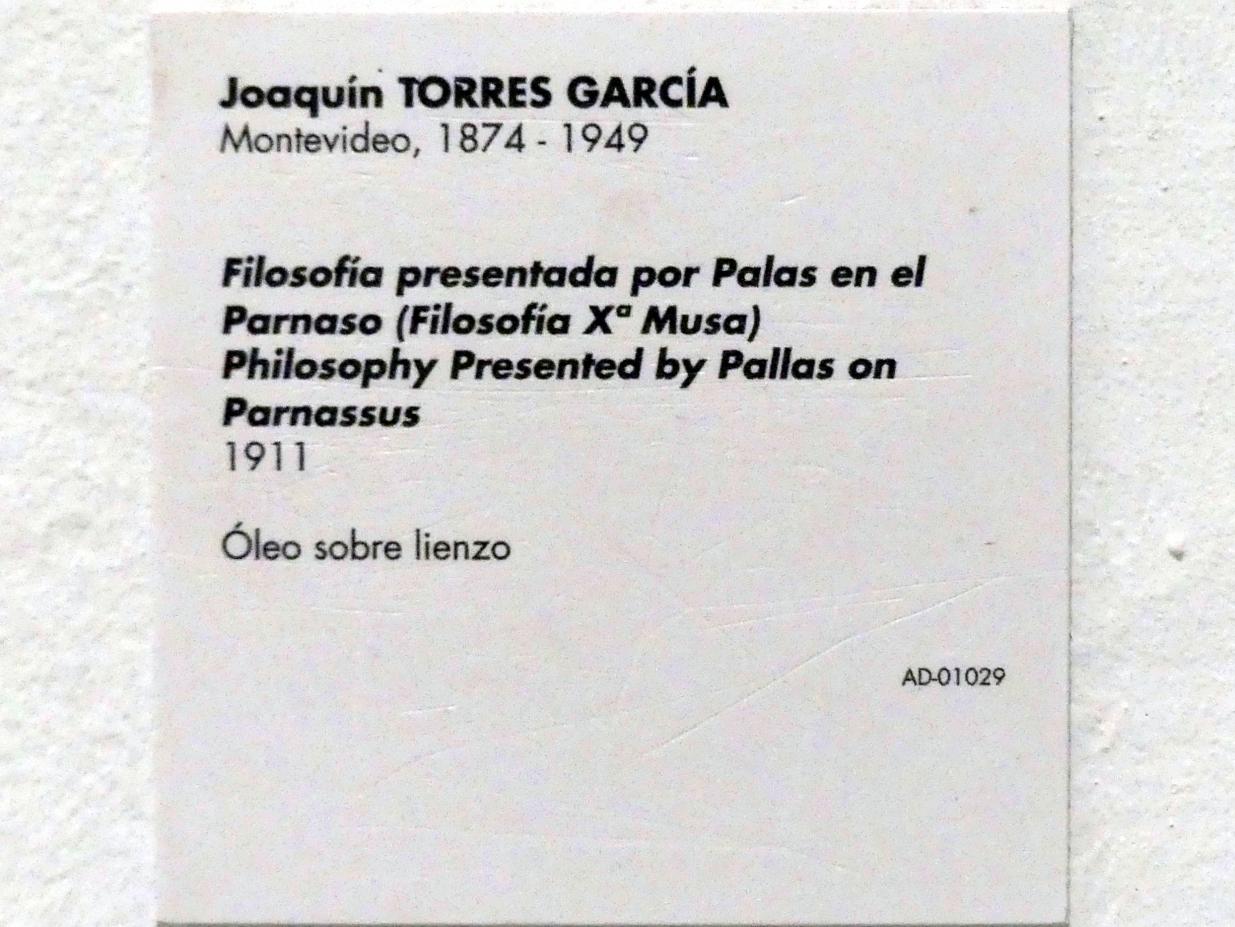 Joaquín TORRES GARCÍA
Montevideo, 1874 - 1949
Filosofía presentada por Palas en el
Parnaso (Filosofía Xª Musa)
Philosophy Presented by Pallas on
Parnassus
1911
Óleo sobre lienzo
AD-01029